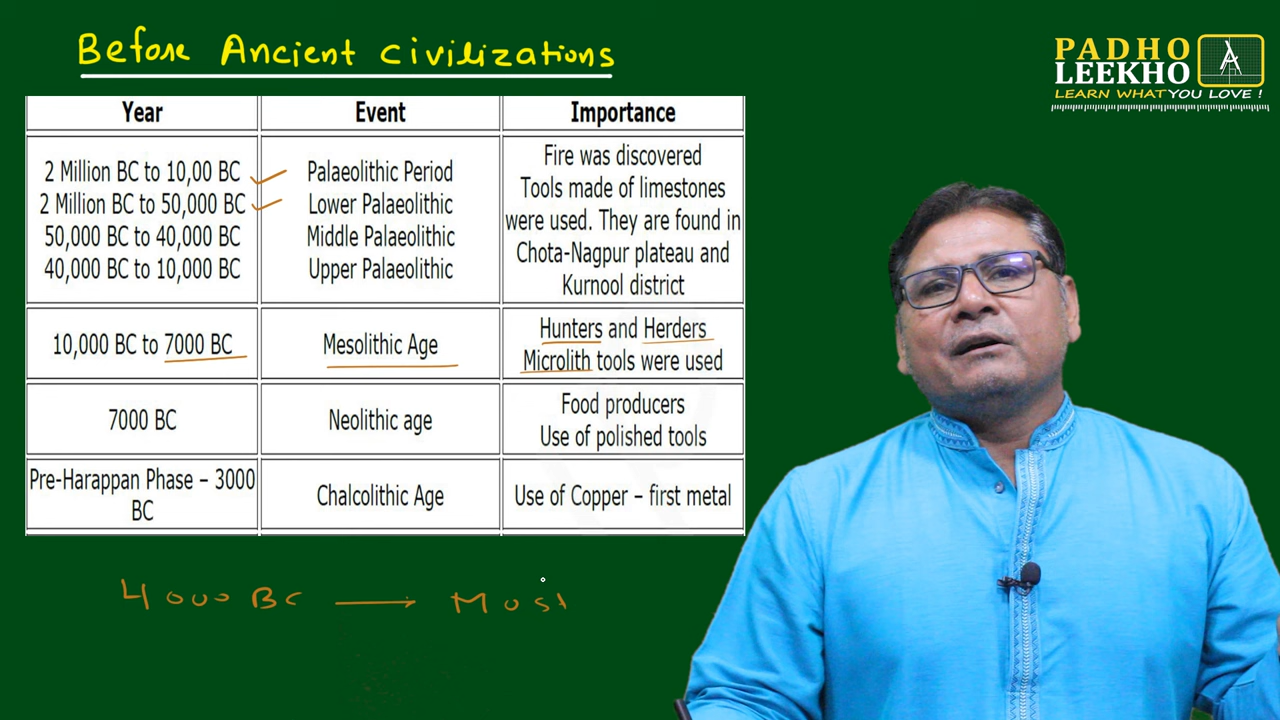 Before Ancient Civilizations
PADHO
LEEKHO
LEARN WHAT YOU LOVE !
Year Event Importance
2 Million BC to 10,00 BC Palaeolithic Period Fire was discovered
2 Million BC to 50,000 BC Lower Palaeolithic Tools made of limestones
50,000 BC to 40,000 BC Middle Palaeolithic were used. They are found in
40,000 BC to 10,000 BC Upper Palaeolithic Chota-Nagpur plateau and
Kurnool district
10,000 BC to 7000 BC Mesolithic Age Hunters and Herders
Microlith tools were used
7000 BC Neolithic age Food producers
Use of polished tools
Pre-Harappan Phase – 3000 Chalcolithic Age Use of Copper – first metal
BC
4000 BC Most